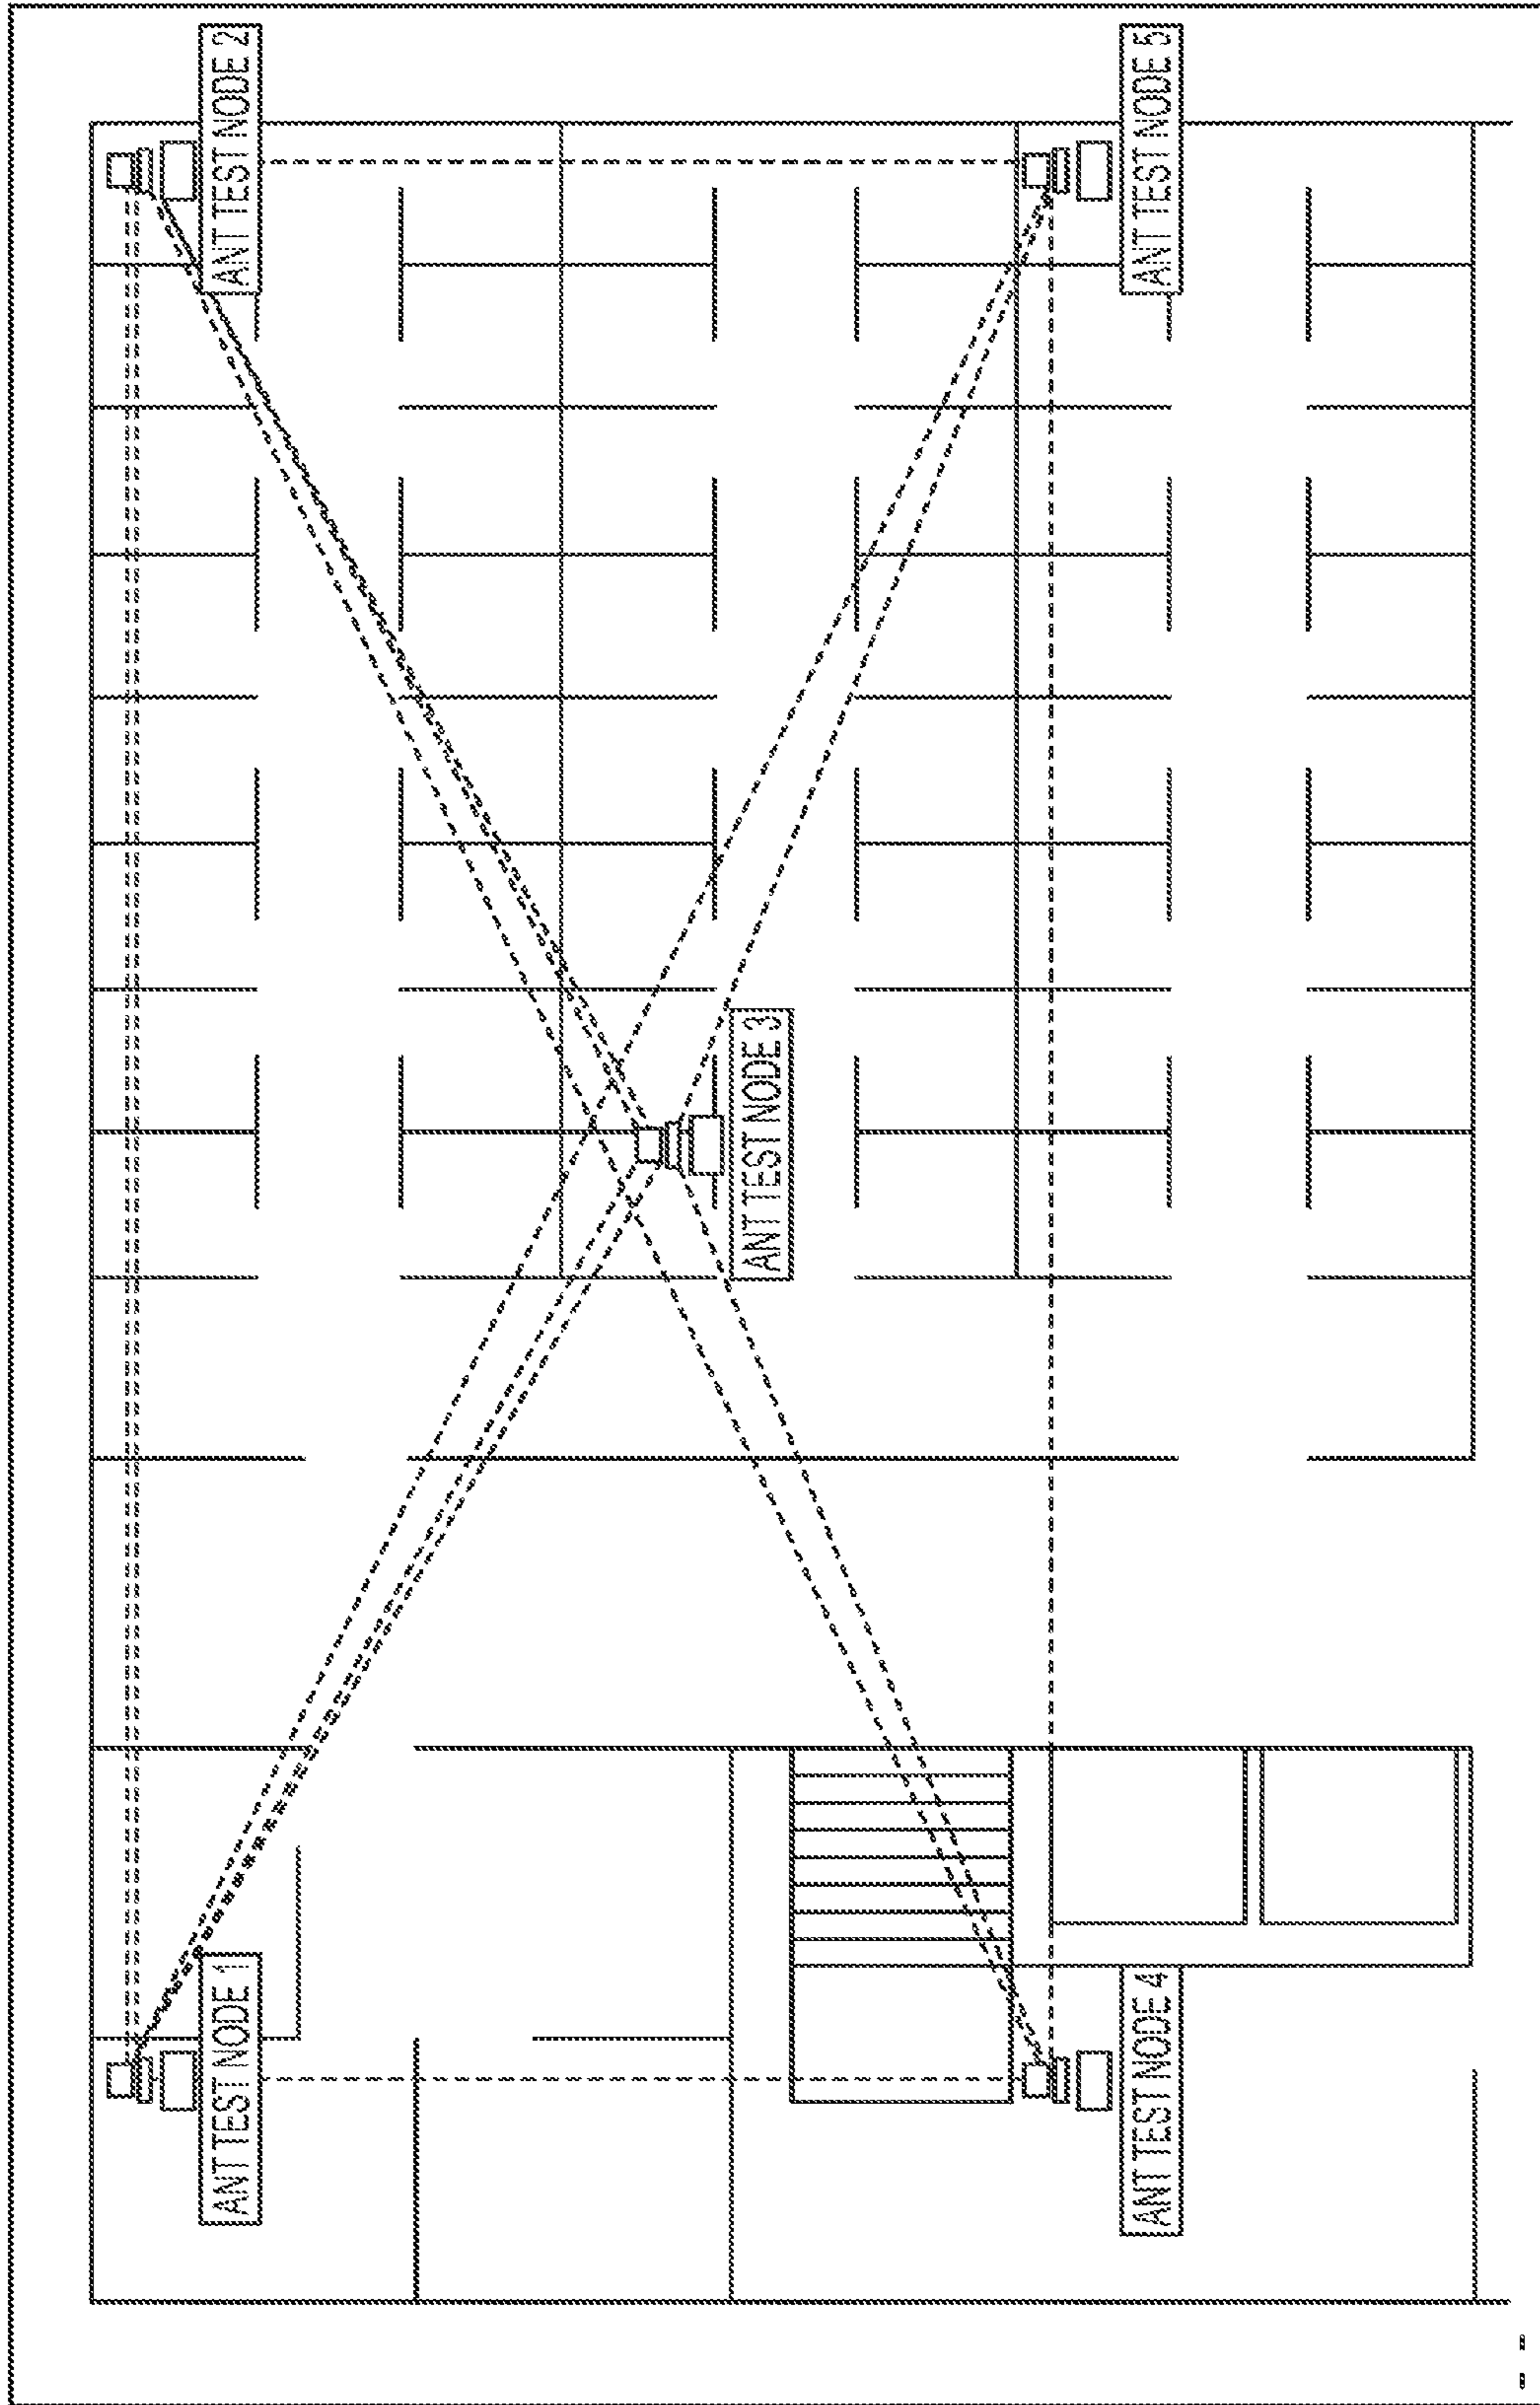 ANT TEST NODE 1
ANT TEST NODE 2
ANT TEST NODE 3
ANT TEST NODE 4
ANT TEST NODE 5